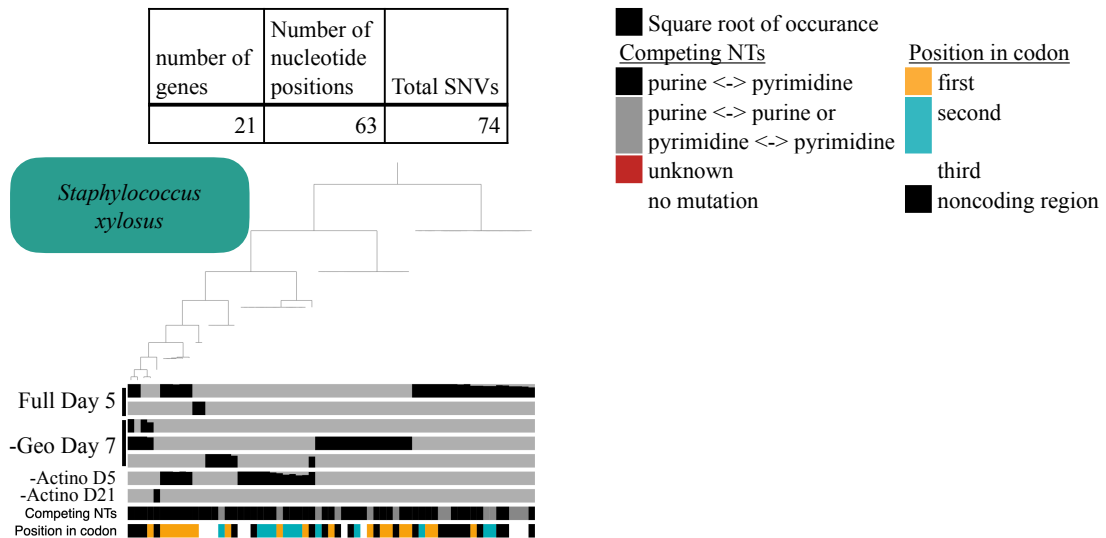 number of genes
Number of nucleotide positions
Total SNVs
21
63
74
Square root of occurance
Competing NTs
purine <-> pyrimidine
purine <-> purine or
pyrimidine <-> pyrimidine
unknown
no mutation
Position in codon
first
second
third
noncoding region
Staphylococcus
xylosus
Full Day 5
-Geo Day 7
-Actino D5
-Actino D21
Competing NTs
Position in codon